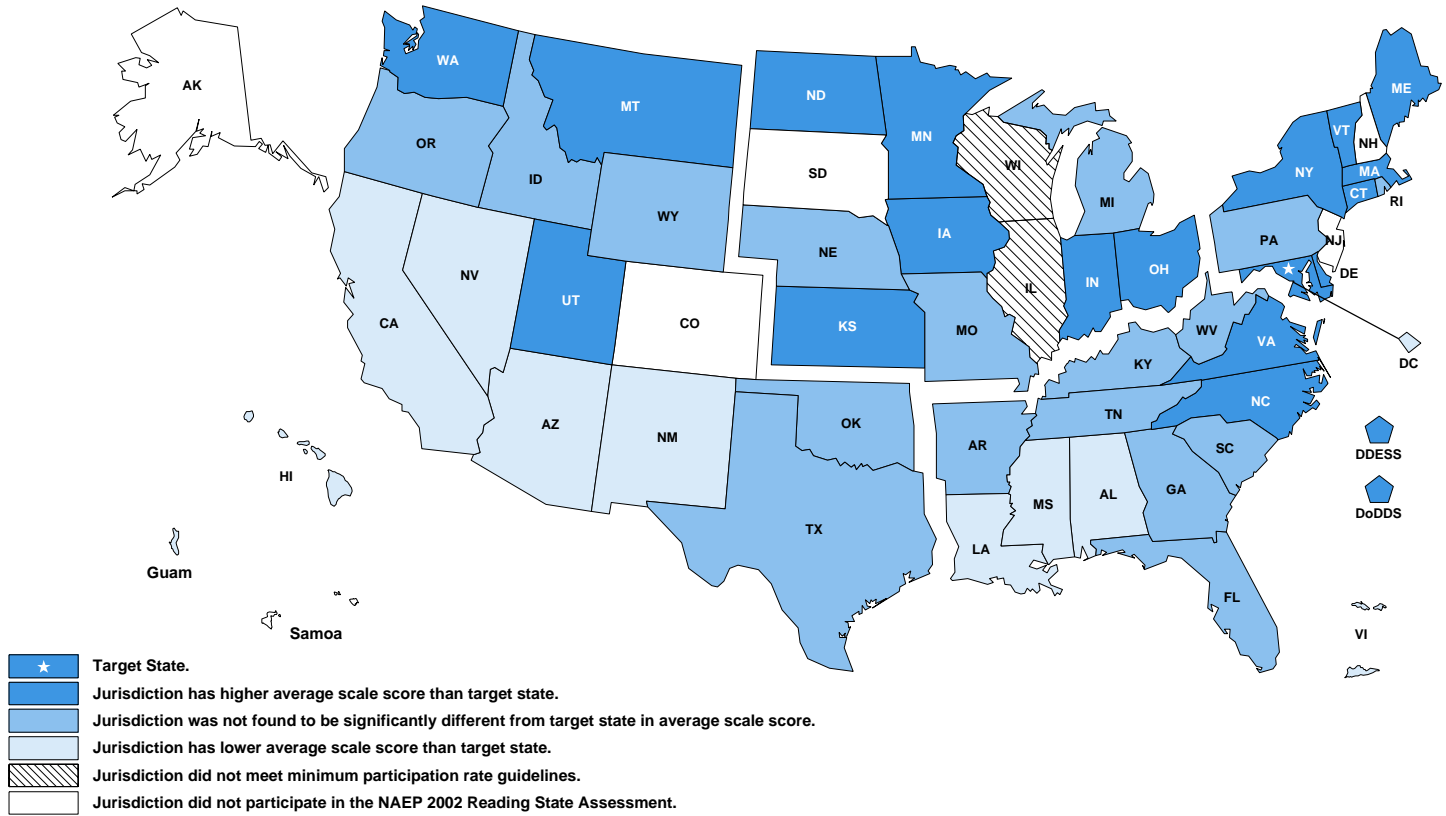 WA
AK
MT
ND
ME
MN
VT
OR
NH
WI
SD
MA
NY
ID
CT
MI
RI
WY
IA
PA
NJ
NE
OH
DE
NV
IN
IL
UT
CA
CO
KS
MO
WV
VA
DC
KY
NC
TN
OK
AZ
NM
AR
SC
DDESS
HI
GA
MS
AL
DoDDS
TX
LA
Guam
FL
Samoa
VI
Target State.
Jurisdiction has higher average scale score than target state.
Jurisdiction was not found to be significantly different from target state in average scale score.
Jurisdiction has lower average scale score than target state.
Jurisdiction did not meet minimum participation rate guidelines.
Jurisdiction did not participate in the NAEP 2002 Reading State Assessment.